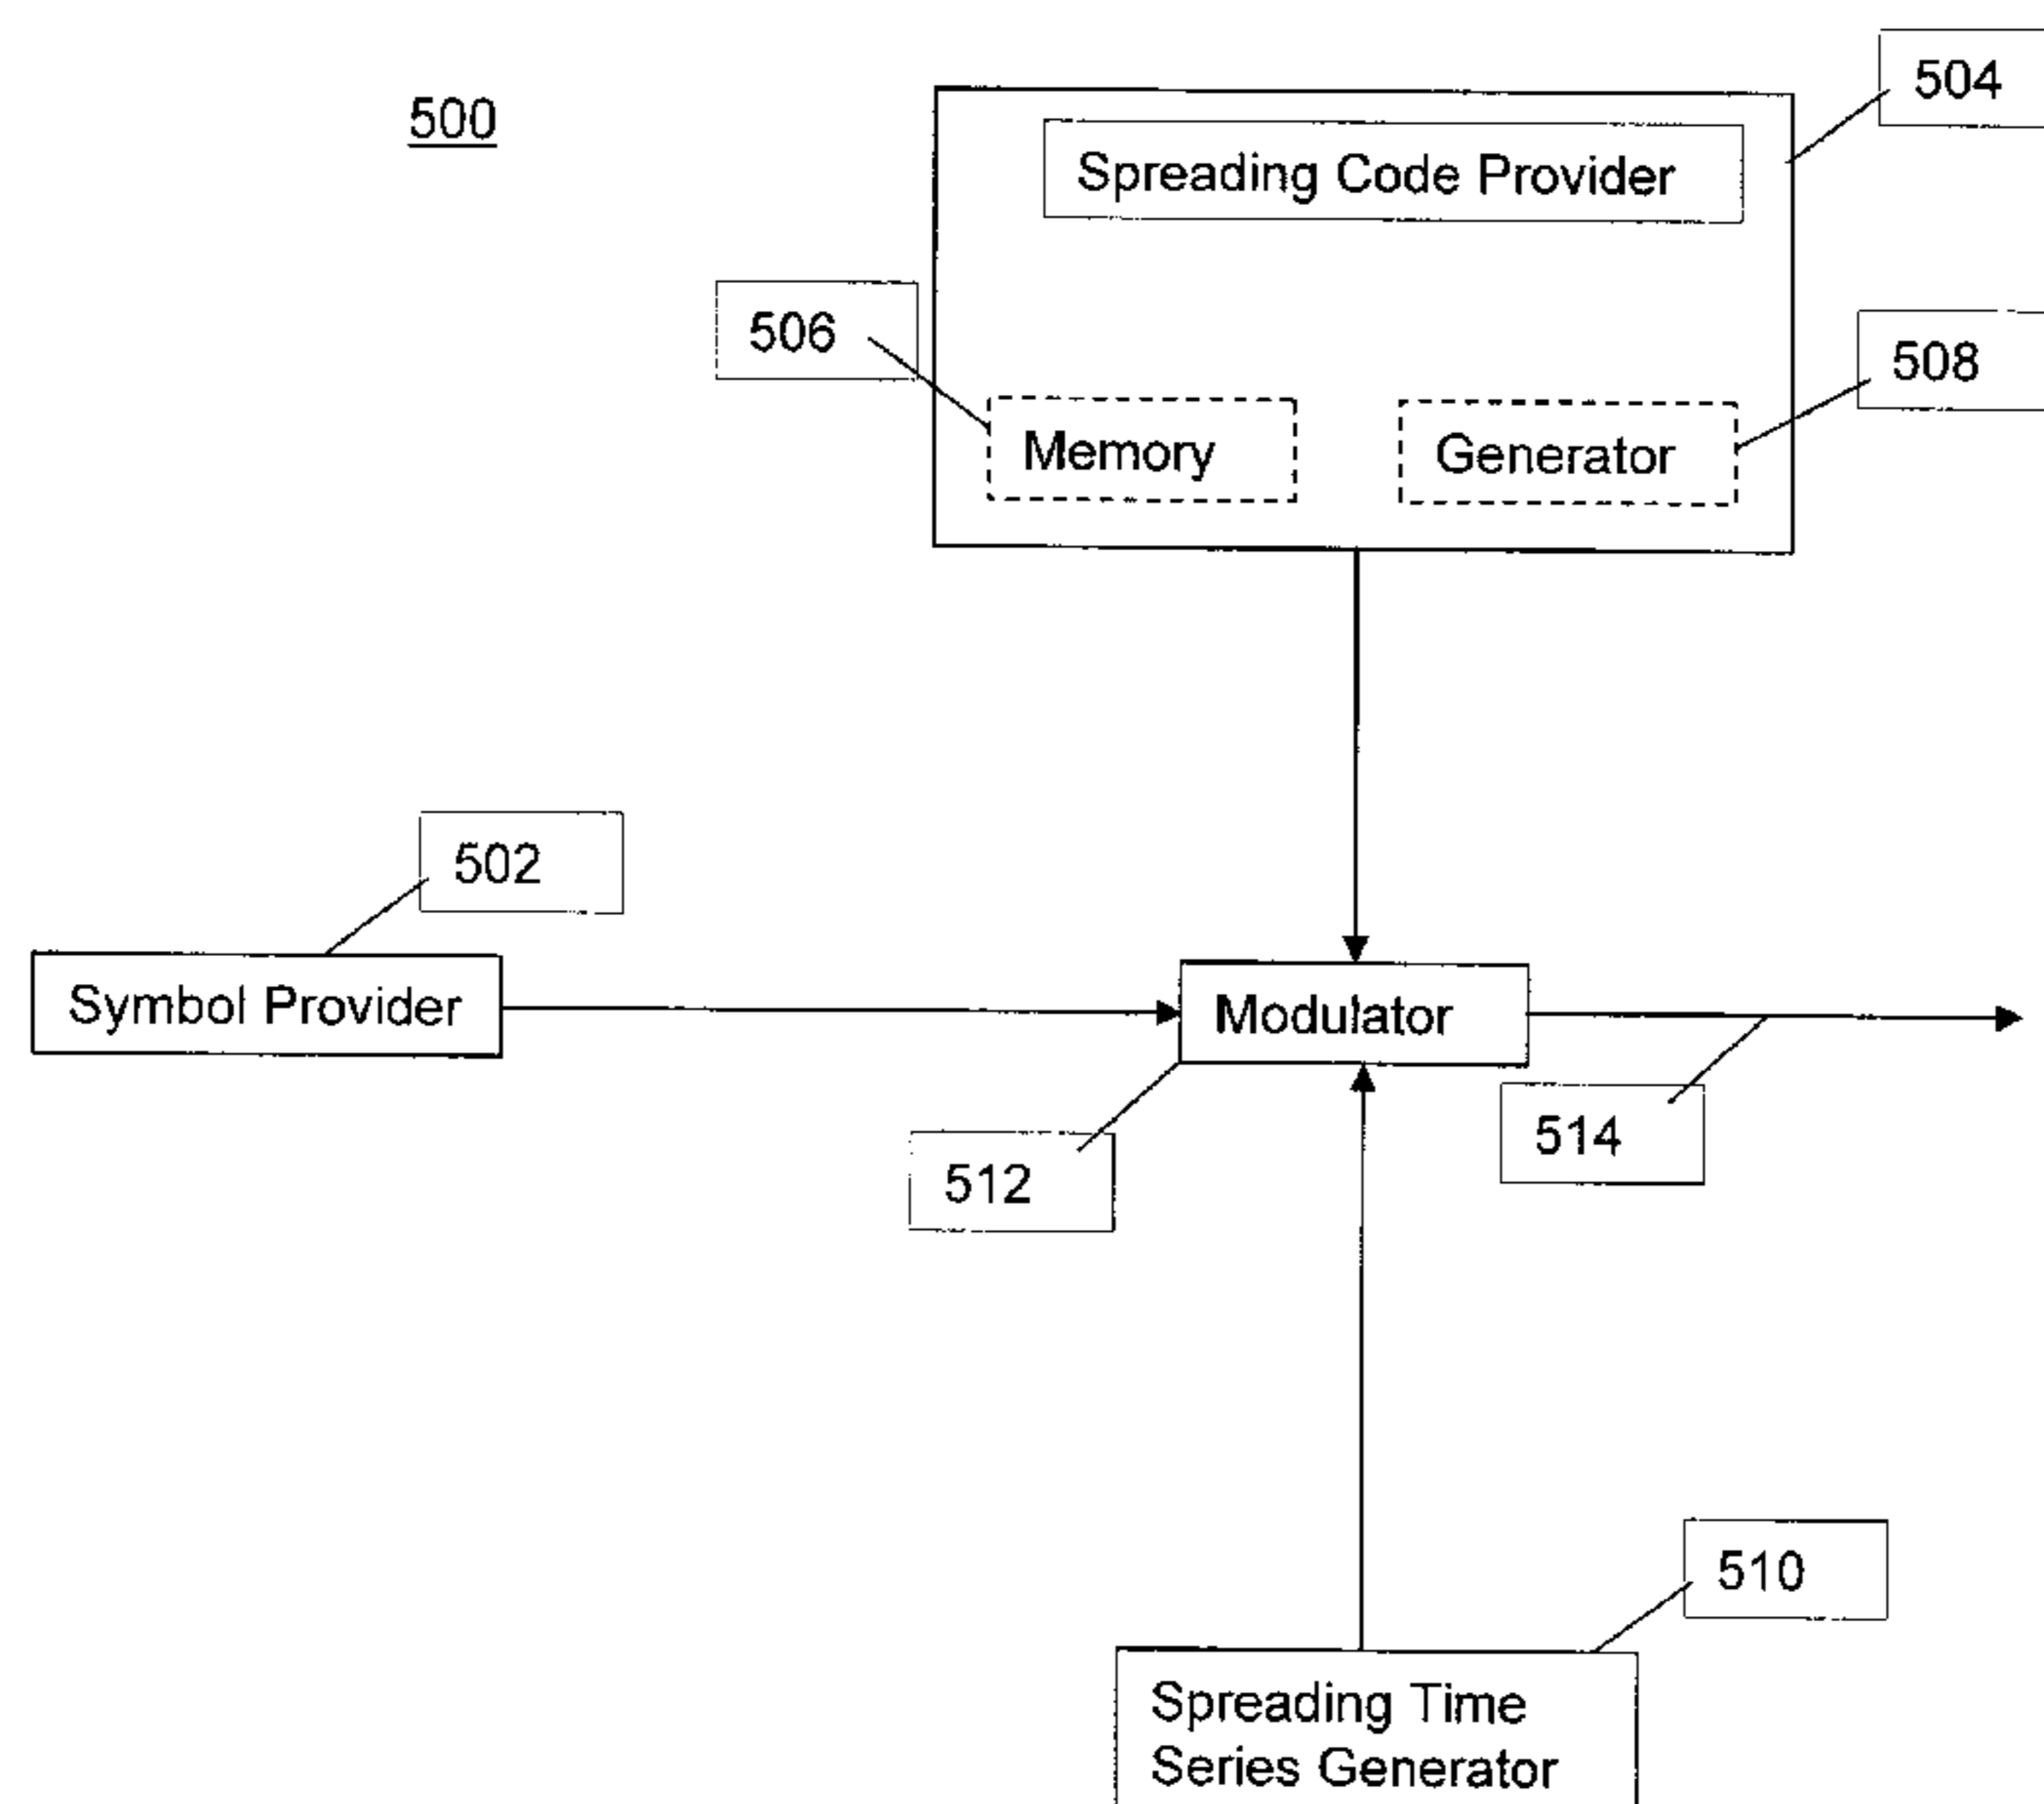 504
500
Spreading Code Provider
506
508
Memory
Generator
502
Symbol Provider
Modulator
514
512
510
Spreading Time
Series Generator